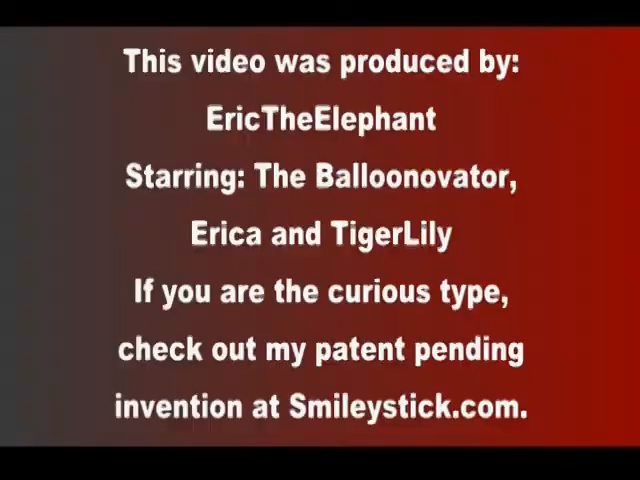 This video was produced by:
EricTheElephant
Starring: The Balloonovator,
Erica and TigerLily
If you are the curious type,
check out my patent pending
invention at Smileystick.com.